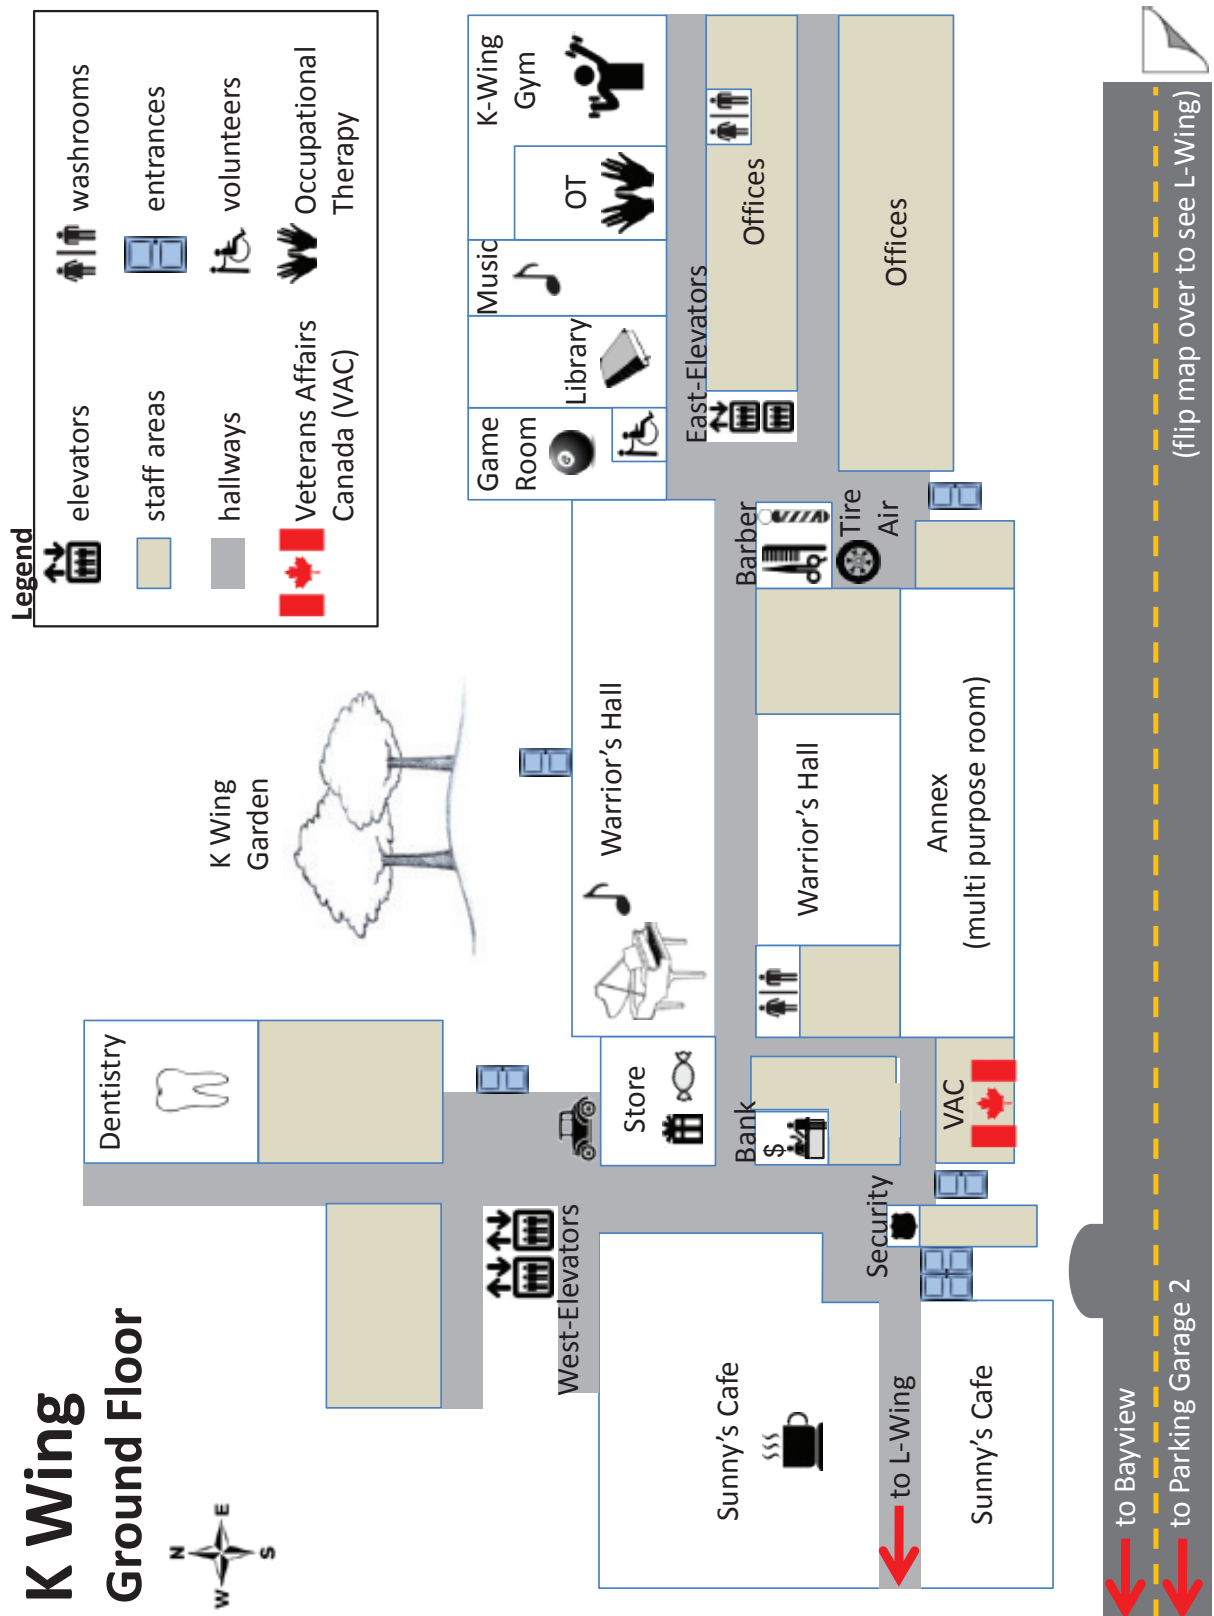 K Wing
Ground Floor
N
W
E
S
Legend
elevators
washrooms
staff areas
entrances
hallways
volunteers
Veterans Affairs
Canada (VAC)
Occupational
Therapy
K Wing
Garden
Dentistry
West-Elevators
Store
Warrior's Hall
Game
Room
Library
Music
OT
K-Wing
Gym
East-Elevators
Offices
Offices
Bank
$
Warrior's Hall
Barber
Tire
Air
Annex
(multi purpose room)
VAC
Security
Sunny's Cafe
to L-Wing
Sunny's Cafe
to Bayview
to Parking Garage 2
(flip map over to see L-Wing)